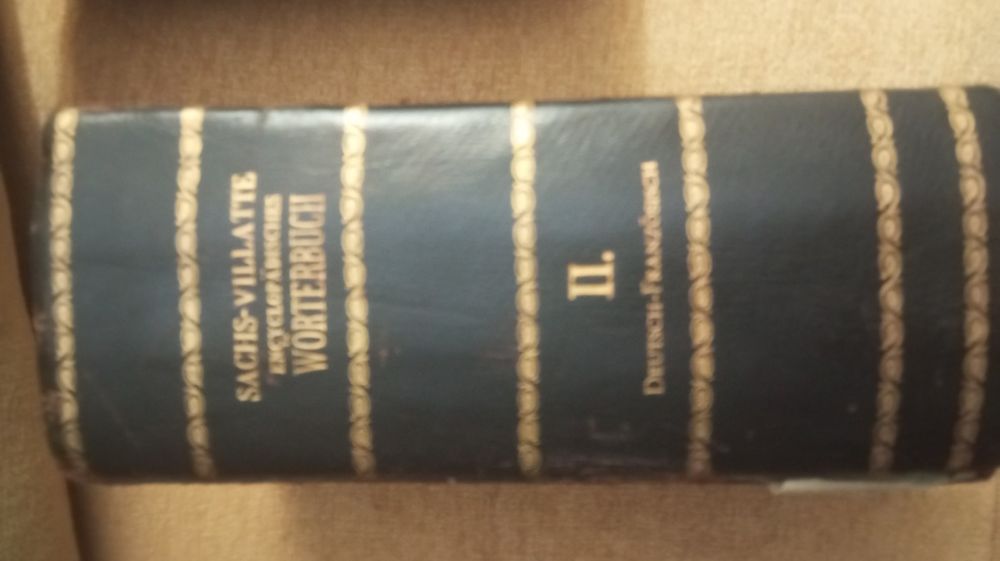 SACHS-VILLATTE
ENCYCLOPÄDISCHES
WÖRTERBUCH
II.
DEUTSCH-FRANZÖSISCH